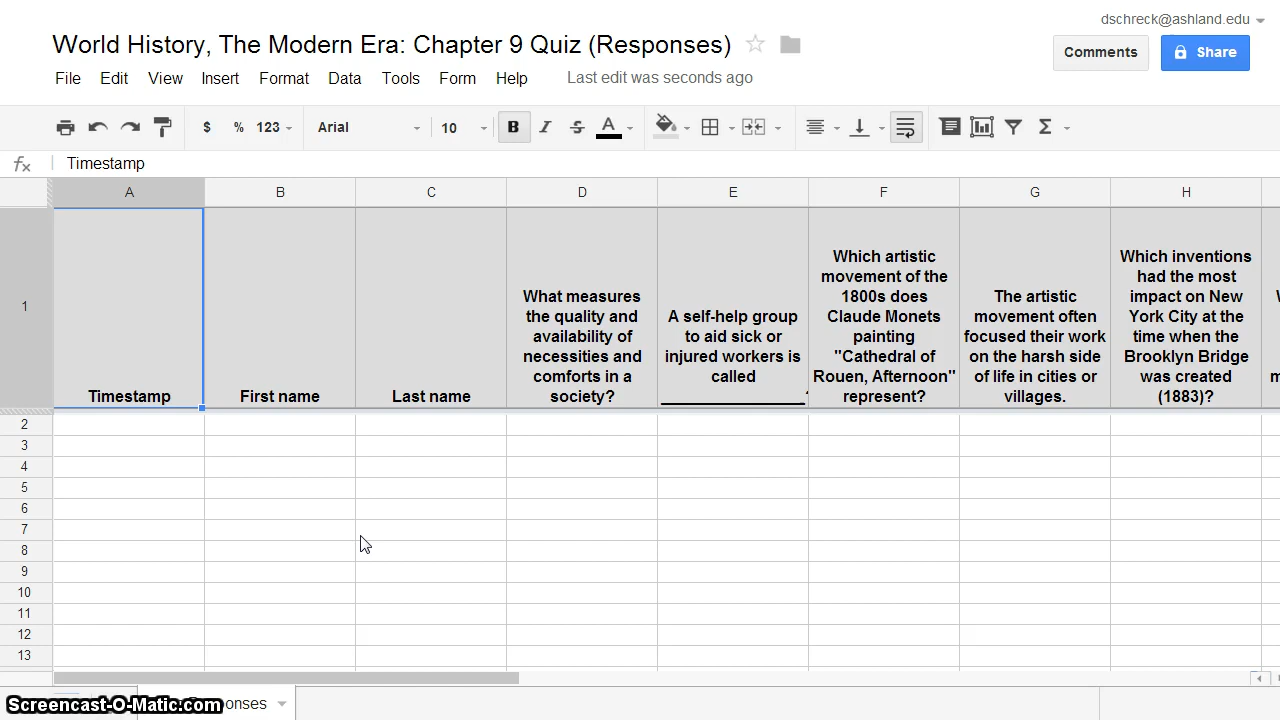 dschreck@ashland.edu
World History, The Modern Era: Chapter 9 Quiz (Responses)
Comments
Share
File Edit View Insert Format Data Tools Form Help Last edit was seconds ago
$ % 123 Arial 10 B I S A Σ
fx Timestamp
A B C D E F G H
1
Timestamp
First name
Last name
What measures
the quality and
availability of
necessities and
comforts in a
society?
A self-help group
to aid sick or
injured workers is
called
_________________
Which artistic
movement of the
1800s does
Claude Monets
painting
"Cathedral of
Rouen, Afternoon"
represent?
The artistic
movement often
focused their work
on the harsh side
of life in cities or
villages.
Which inventions
had the most
impact on New
York City at the
time when the
Brooklyn Bridge
was created
(1883)?
2
3
4
5
6
7
8
9
10
11
12
13
Screencast-O-Matic.com